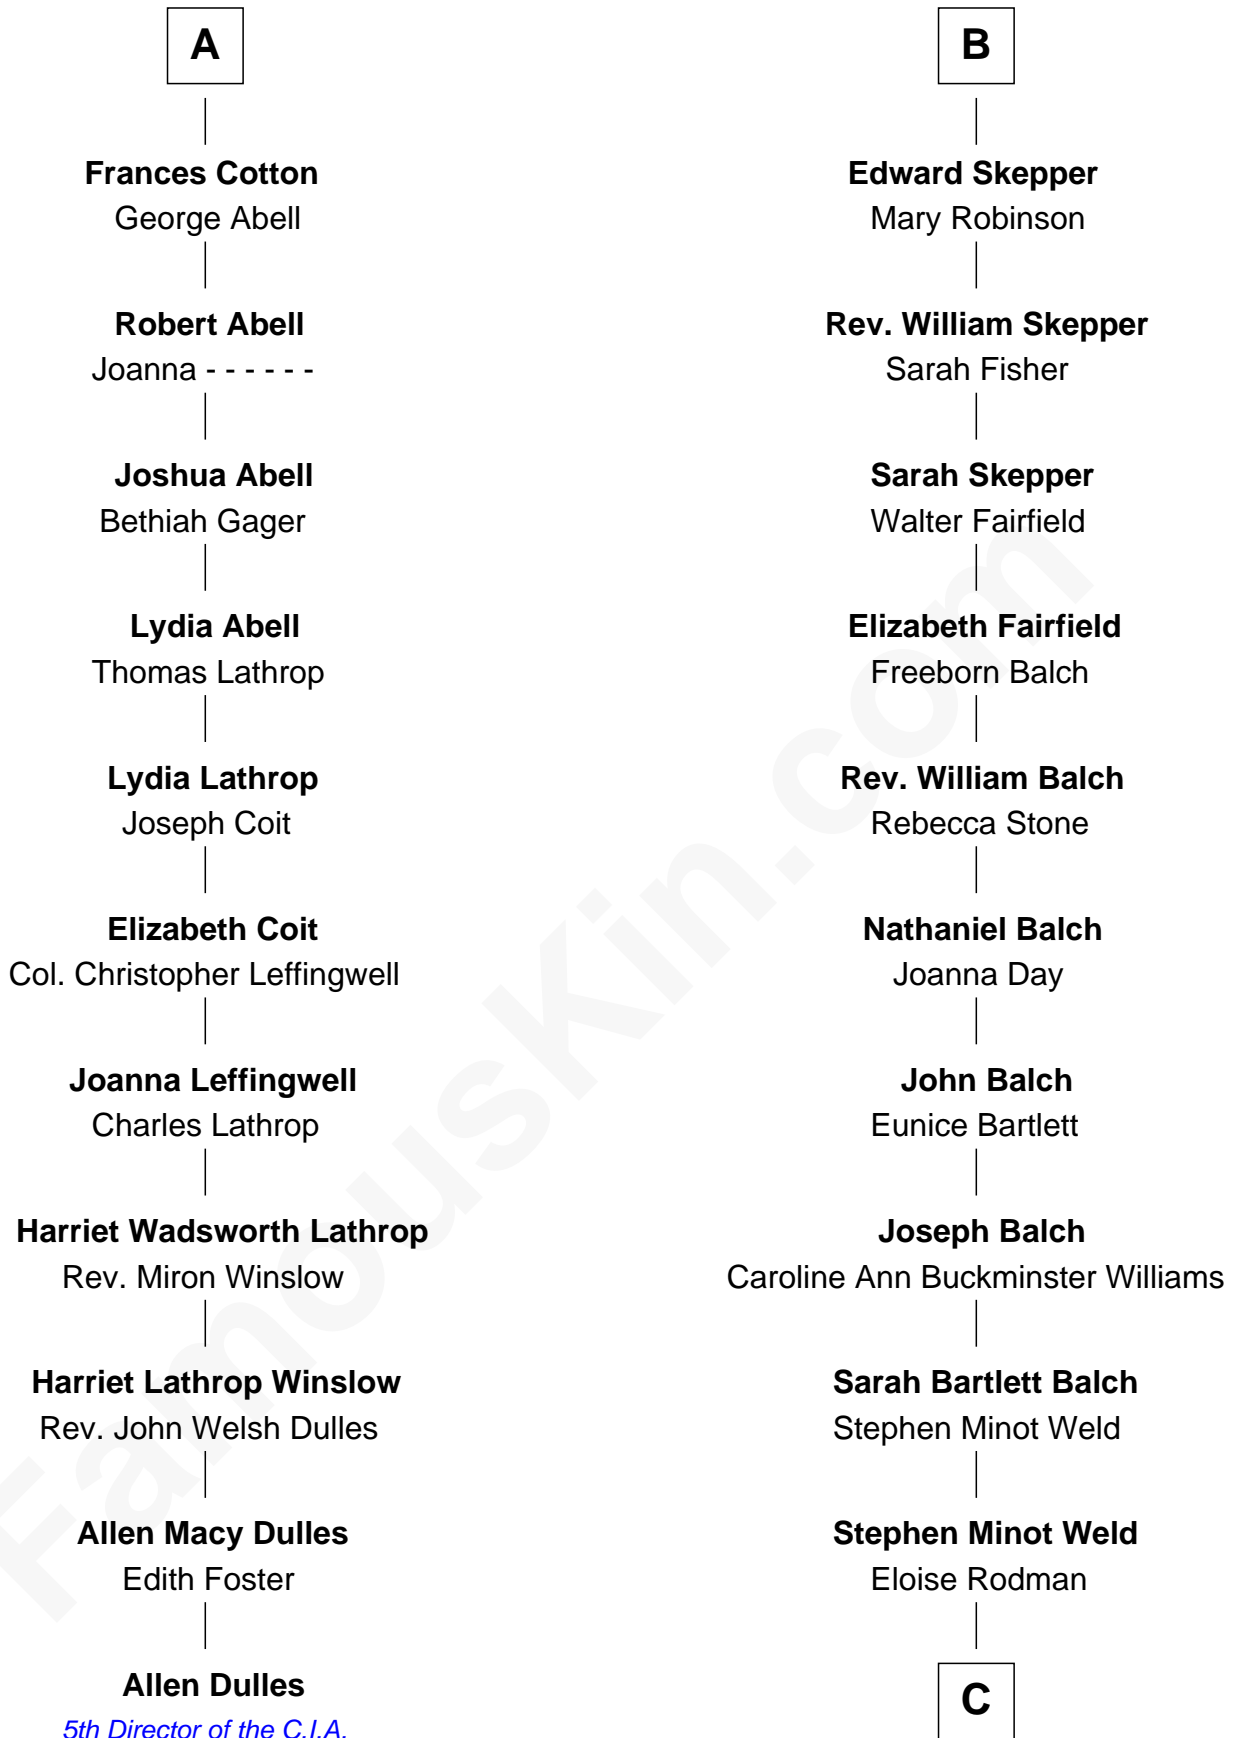 A
Frances Cotton
George Abell
Robert Abell
Joanna - - - - - -
Joshua Abell
Bethiah Gager
Lydia Abell
Thomas Lathrop
Lydia Lathrop
Joseph Coit
Elizabeth Coit
Col. Christopher Leffingwell
Joanna Leffingwell
Charles Lathrop
Harriet Wadsworth Lathrop
Rev. Miron Winslow
Harriet Lathrop Winslow
Rev. John Welsh Dulles
Allen Macy Dulles
Edith Foster
Allen Dulles
5th Director of the C.I.A.
B
Edward Skepper
Mary Robinson
Rev. William Skepper
Sarah Fisher
Sarah Skepper
Walter Fairfield
Elizabeth Fairfield
Freeborn Balch
Rev. William Balch
Rebecca Stone
Nathaniel Balch
Joanna Day
John Balch
Eunice Bartlett
Joseph Balch
Caroline Ann Buckminster Williams
Sarah Bartlett Balch
Stephen Minot Weld
Stephen Minot Weld
Eloise Rodman
C
FamousKin.com